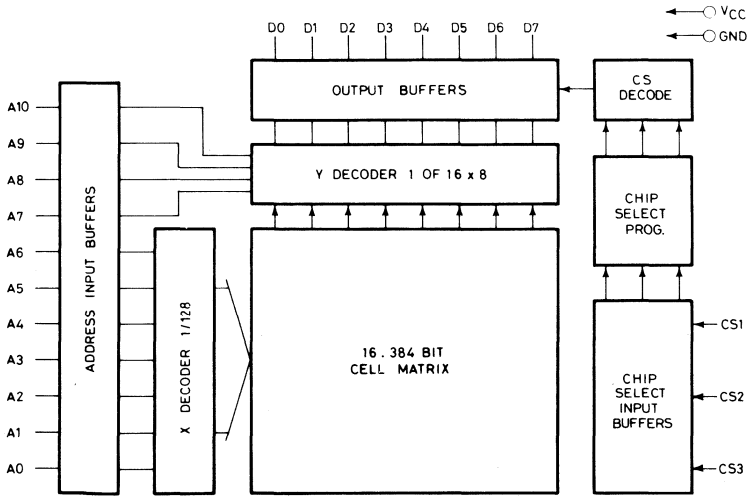 D0 D1 D2 D3 D4 D5 D6 D7
VCC
GND
OUTPUT BUFFERS
CS
DECODE
A10
A9
A8
A7
A6
A5
A4
A3
A2
A1
A0
ADDRESS INPUT BUFFERS
Y DECODER 1 OF 16 x 8
CHIP
SELECT
PROG.
X DECODER 1/128
16.384 BIT
CELL MATRIX
CHIP
SELECT
INPUT
BUFFERS
CS1
CS2
CS3